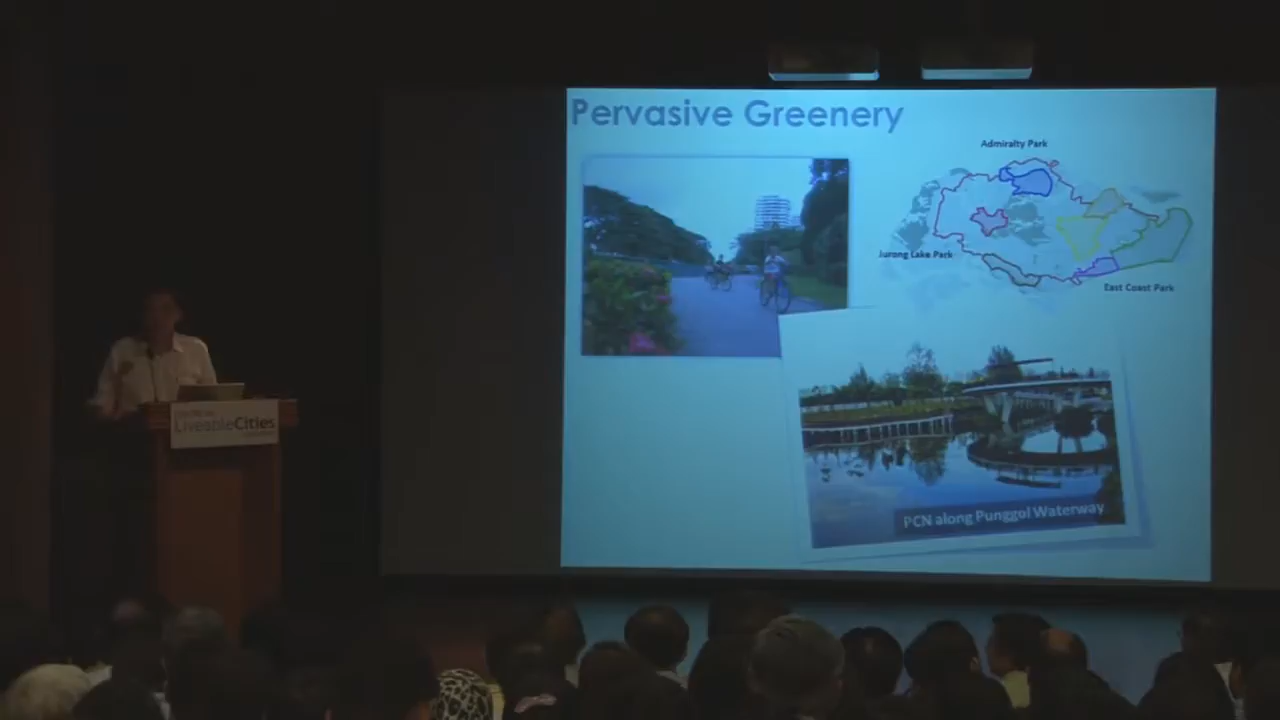 Pervasive Greenery
Admiralty Park
Jurong Lake Park
East Coast Park
PCN along Punggol Waterway
LiveableCities